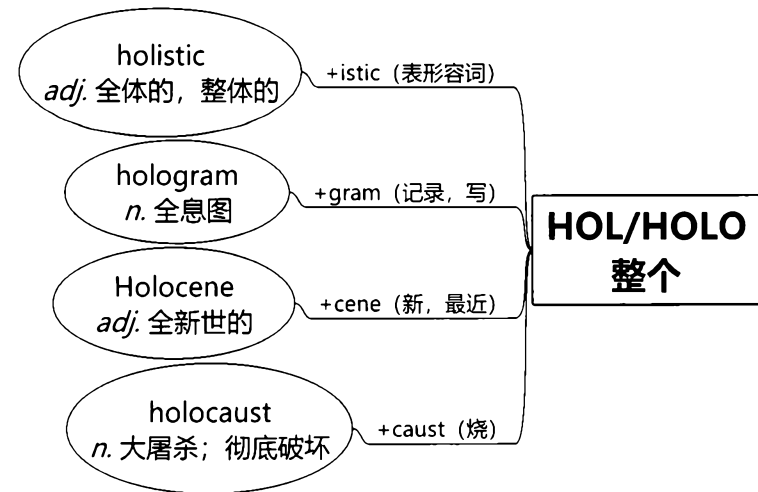 holistic
adj. 全体的，整体的
+istic（表形容词）
hologram
n. 全息图
+gram（记录，写）
HOL/HOLO
整个
Holocene
adj. 全新世的
+cene（新，最近）
holocaust
n. 大屠杀；彻底破坏
+caust（烧）